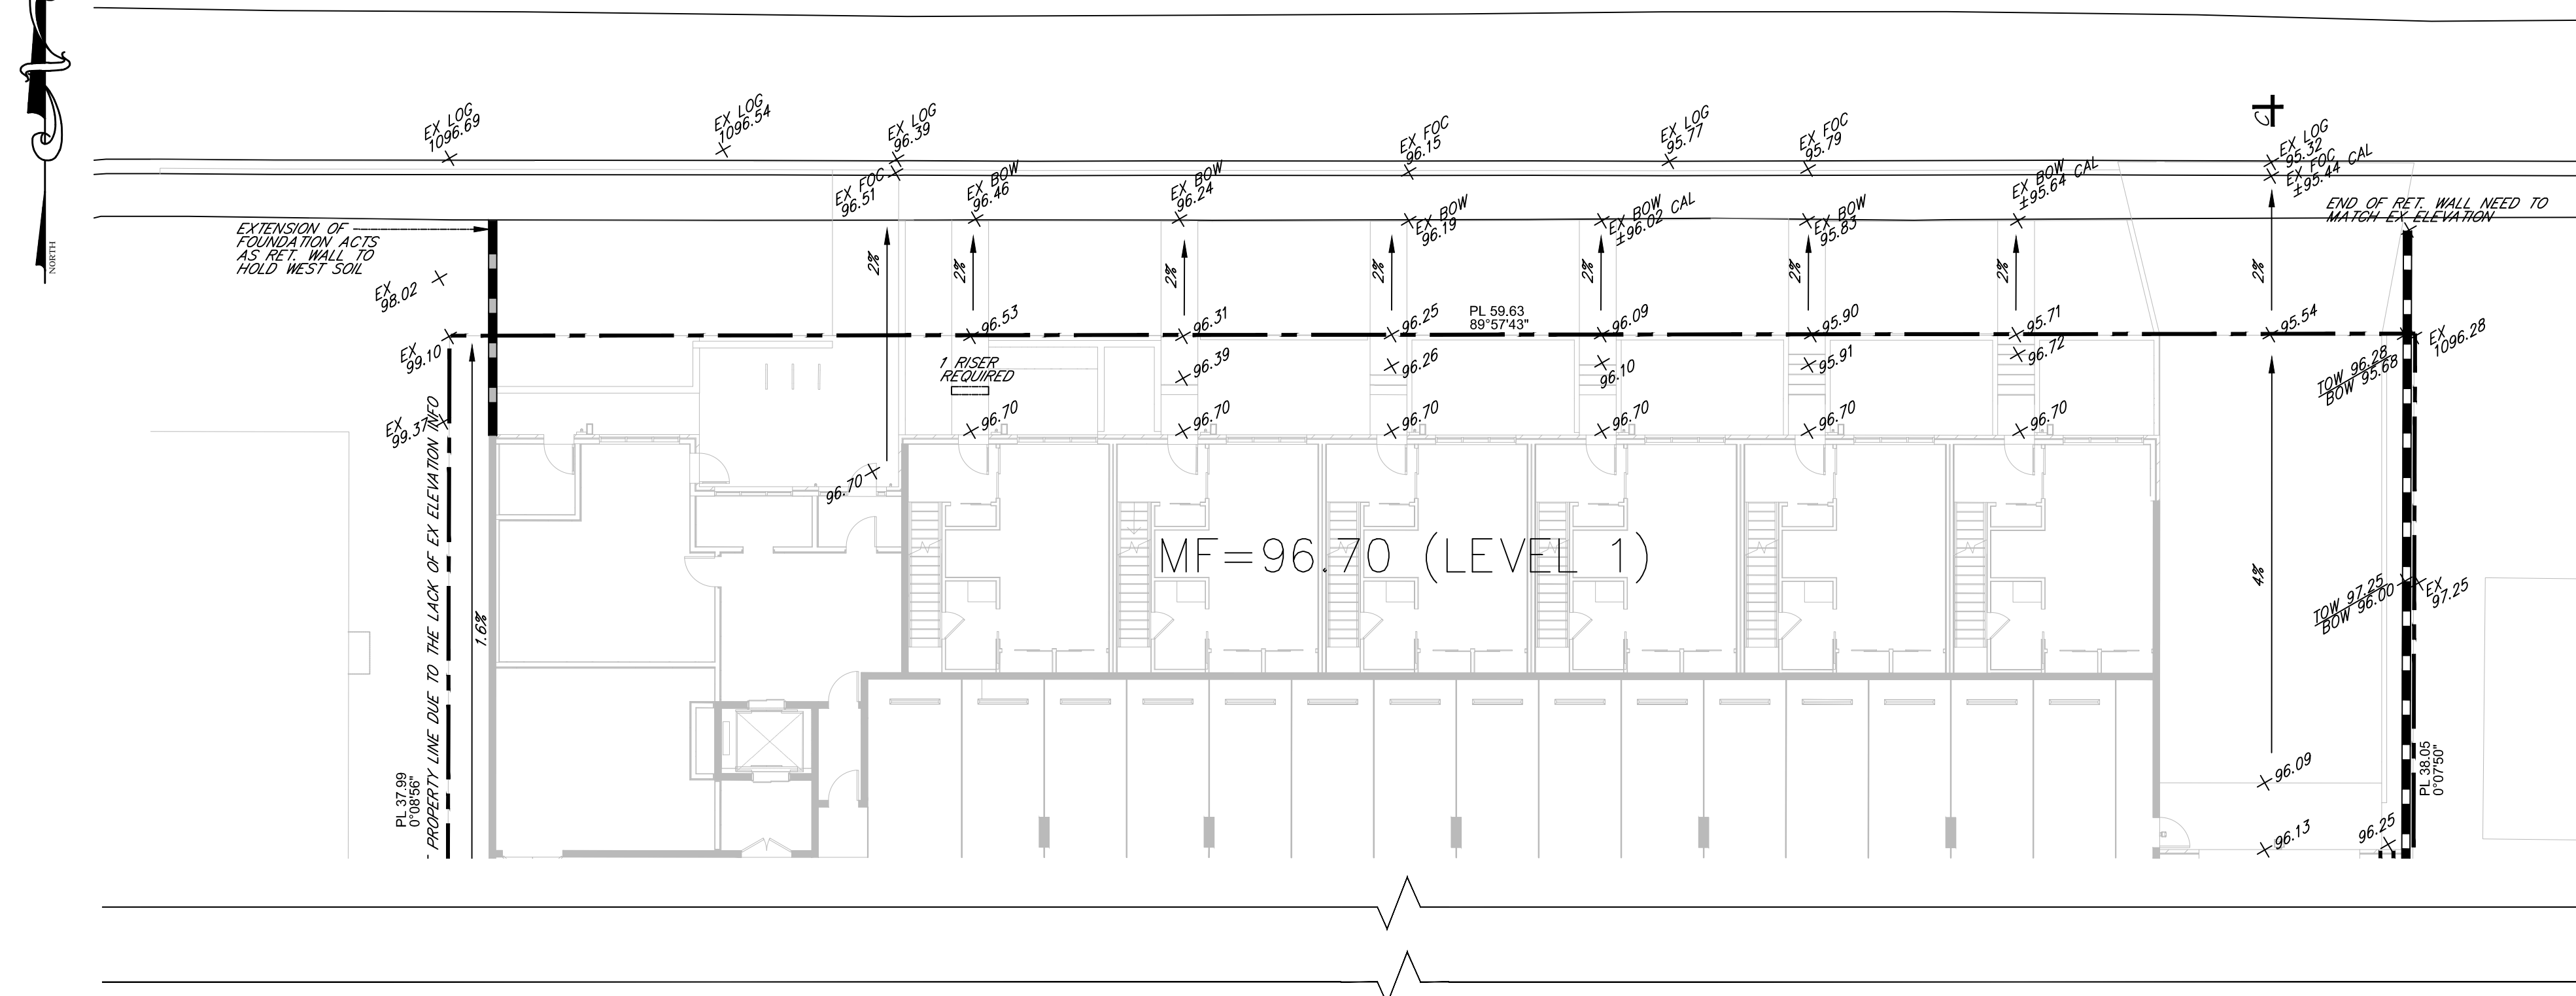 EX LOG
1096.69
EX LOG
1096.54
EX LOG
96.39
EX FOC
96.15
EX LOG
95.77
EX FOC
95.79
EX LOG
95.32
EX FOC
±95.44 CAL
EX FOC
96.51
EX BOW
96.46
EX BOW
96.24
EX BOW
96.19
EX BOW
±96.02 CAL
EX BOW
95.83
EX BOW
±95.64 CAL
END OF RET. WALL NEED TO
MATCH EX ELEVATION
NORTH
EXTENSION OF
FOUNDATION ACTS
AS RET. WALL TO
HOLD WEST SOIL
EX
98.02
2%
2%
2%
2%
2%
2%
2%
2%
EX
99.10
96.53
96.31
96.25
PL 59.63
89°57'43"
96.09
95.90
95.71
95.54
EX
1096.28
1 RISER
REQUIRED
96.39
96.26
96.10
95.91
96.72
TOW 96.28
BOW 95.68
EX
99.37
96.70
96.70
96.70
96.70
96.70
96.70
96.70
MF=96.70 (LEVEL 1)
1.6%
4%
TOW 97.25
BOW 96.00
EX
97.25
PROPERTY LINE DUE TO THE LACK OF EX ELEVATION INFO
PL 37.99
0°08'56"
PL 38.05
0°07'50"
96.09
96.13
96.25